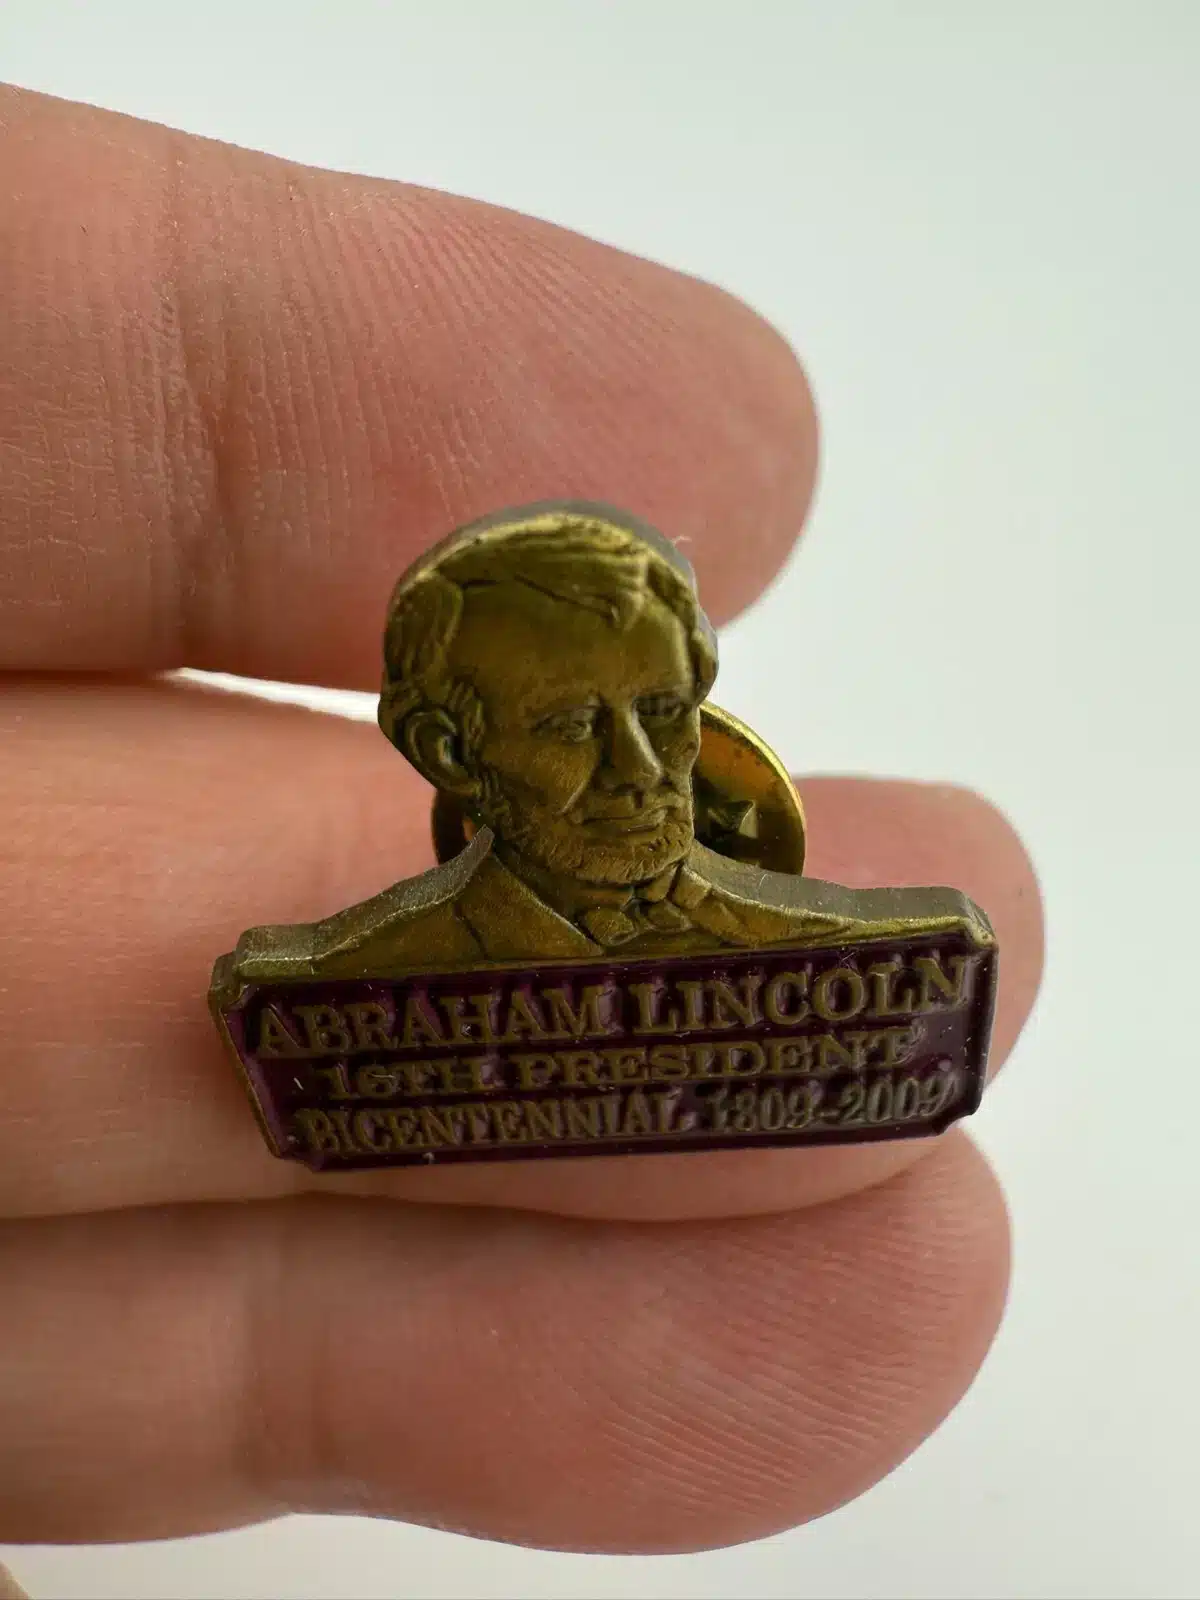 ABRAHAM LINCOLN
16TH PRESIDENT
BICENTENNIAL 1809-2009